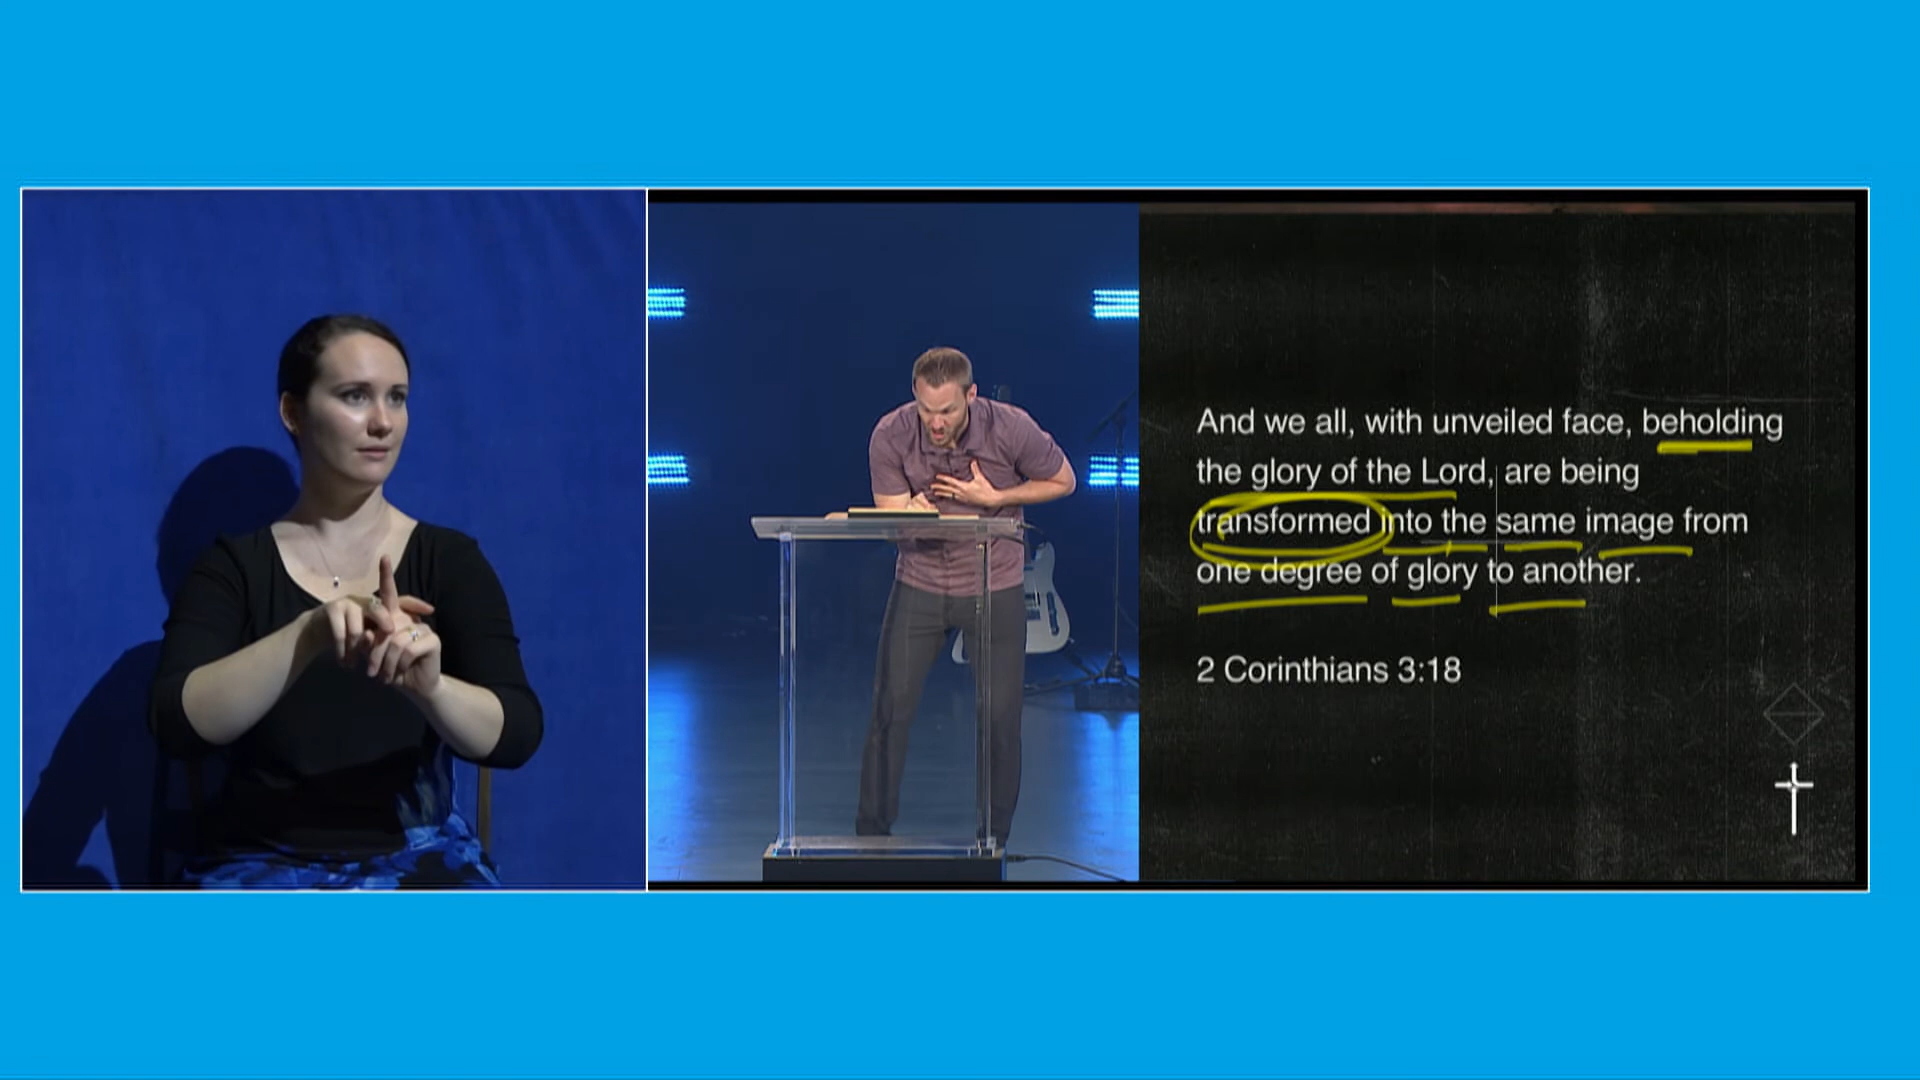 And we all, with unveiled face, beholding
the glory of the Lord, are being
transformed into the same image from
one degree of glory to another.
2 Corinthians 3:18